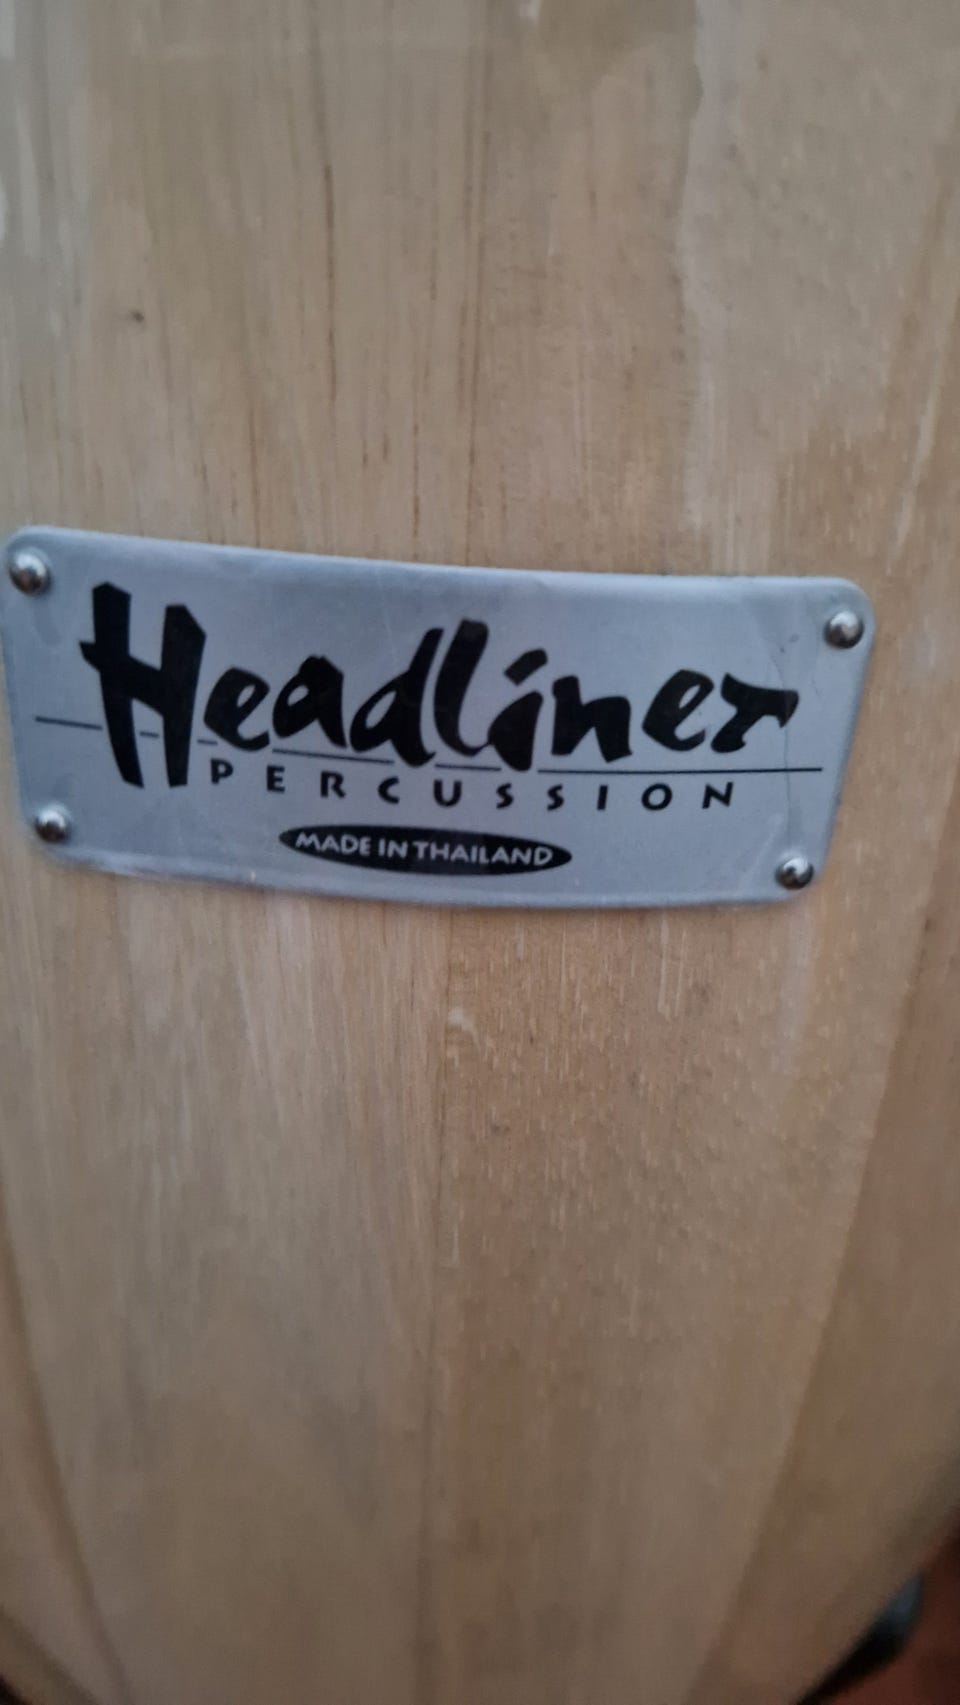 Headliner
PERCUSSION
MADE IN THAILAND